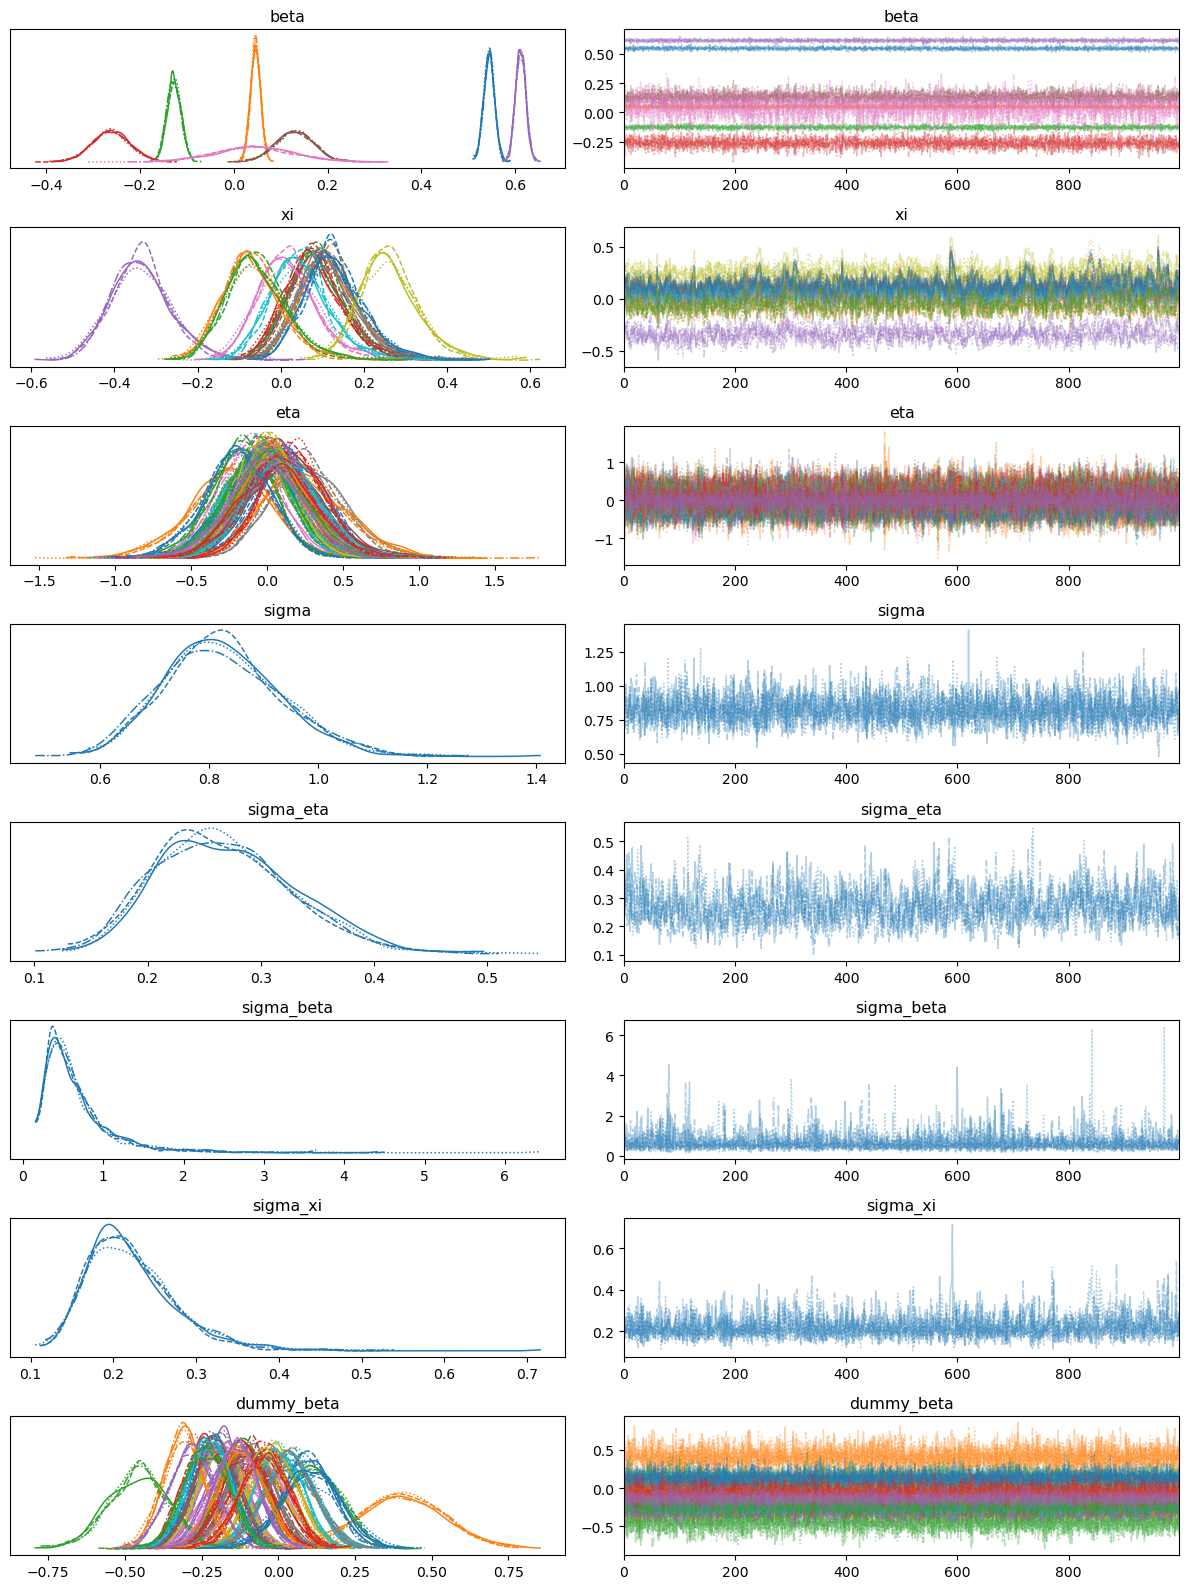 beta
beta
−0.4 −0.2 0.0 0.2 0.4 0.6
0.50
0.25
0.00
−0.25
0 200 400 600 800
xi
xi
−0.6 −0.4 −0.2 0.0 0.2 0.4 0.6
0.5
0.0
−0.5
0 200 400 600 800
eta
eta
−1.5 −1.0 −0.5 0.0 0.5 1.0 1.5
1
0
−1
0 200 400 600 800
sigma
sigma
0.6 0.8 1.0 1.2 1.4
1.25
1.00
0.75
0.50
0 200 400 600 800
sigma_eta
sigma_eta
0.1 0.2 0.3 0.4 0.5
0.5
0.4
0.3
0.2
0.1
0 200 400 600 800
sigma_beta
sigma_beta
0 1 2 3 4 5 6
6
4
2
0
0 200 400 600 800
sigma_xi
sigma_xi
0.1 0.2 0.3 0.4 0.5 0.6 0.7
0.6
0.4
0.2
0 200 400 600 800
dummy_beta
dummy_beta
−0.75 −0.50 −0.25 0.00 0.25 0.50 0.75
0.5
0.0
−0.5
0 200 400 600 800